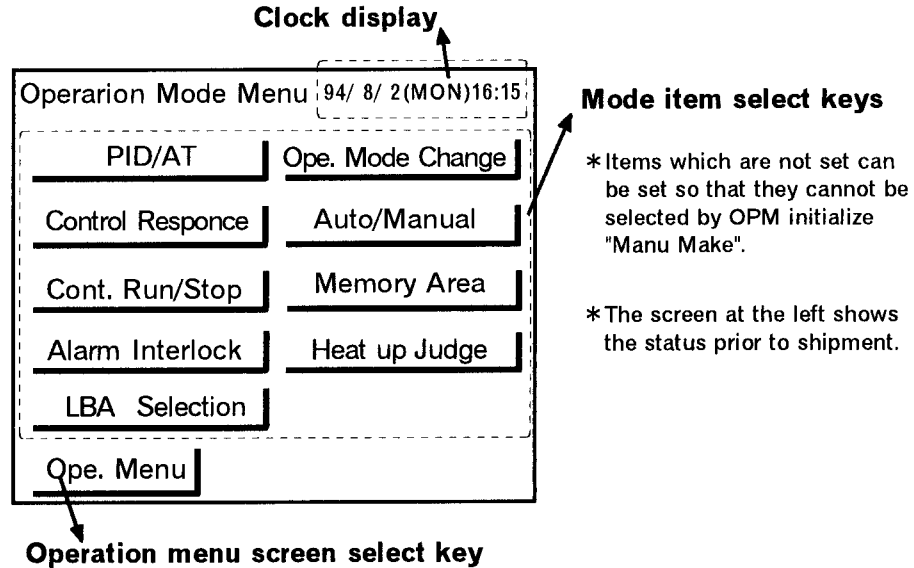 Clock display
Operarion Mode Menu 94/ 8/ 2(MON)16:15
PID/AT Ope. Mode Change
Control Responce Auto/Manual
Cont. Run/Stop Memory Area
Alarm Interlock Heat up Judge
LBA Selection
Ope. Menu
Operation menu screen select key
Mode item select keys
*Items which are not set can
be set so that they cannot be
selected by OPM initialize
"Manu Make".
*The screen at the left shows
the status prior to shipment.